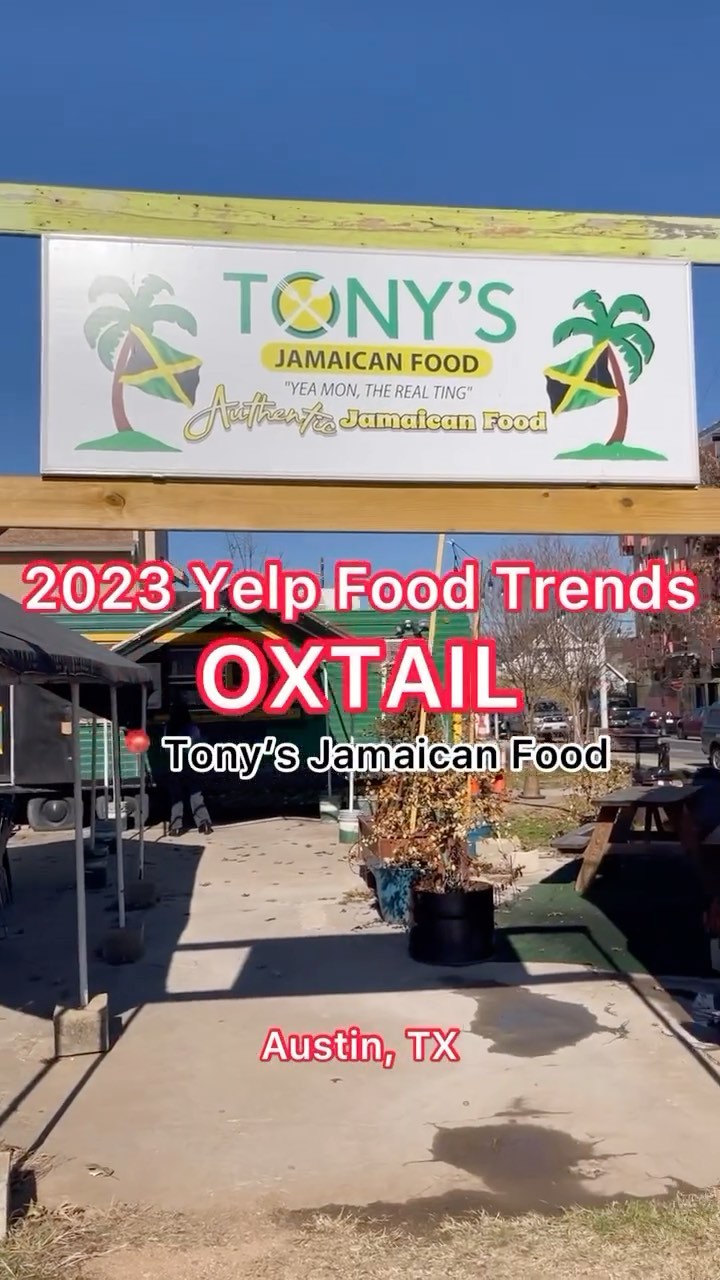 TONY'S
JAMAICAN FOOD
"YEA MON, THE REAL TING"
Authentic Jamaican Food
2023 Yelp Food Trends
OXTAIL
Tony's Jamaican Food
Austin, TX